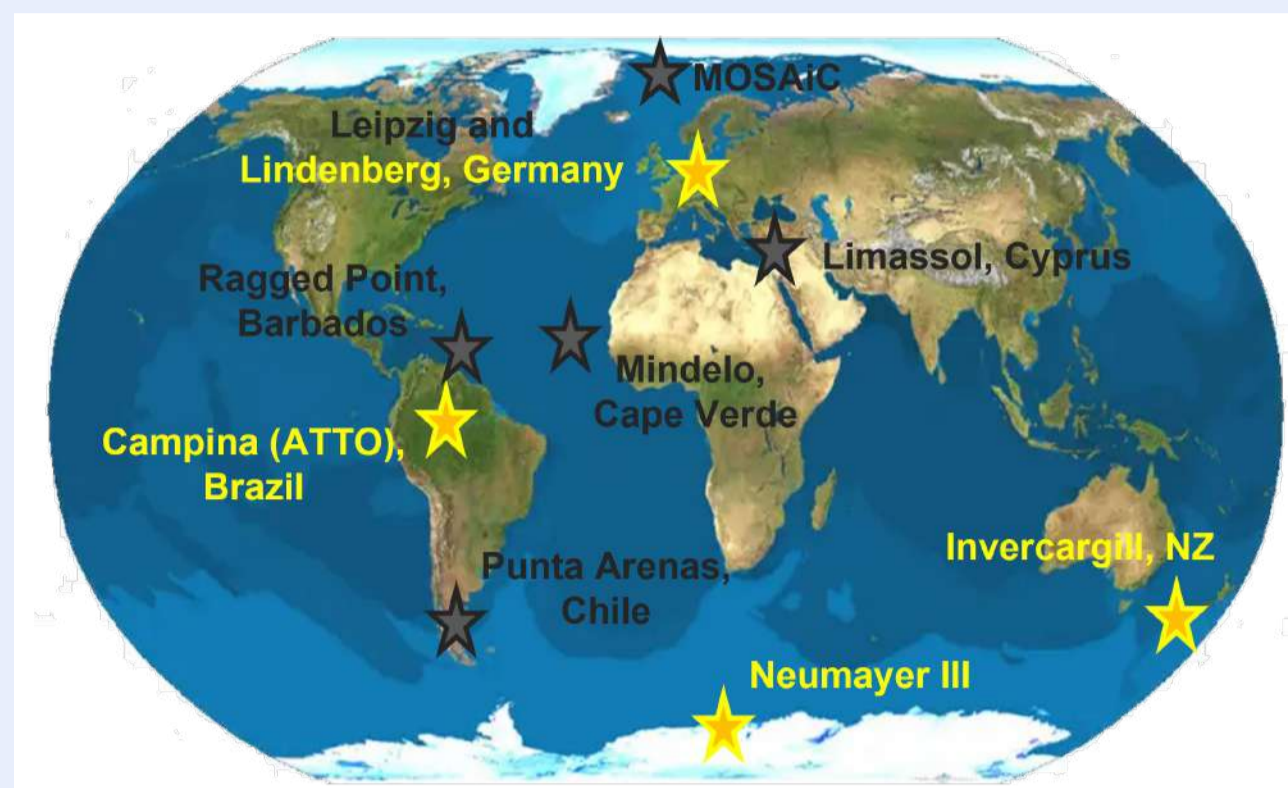 MOSAiC
Leipzig and
Lindenberg, Germany
Limassol, Cyprus
Ragged Point,
Barbados
Mindelo,
Cape Verde
Campina (ATTO),
Brazil
Invercargill, NZ
Punta Arenas,
Chile
Neumayer III